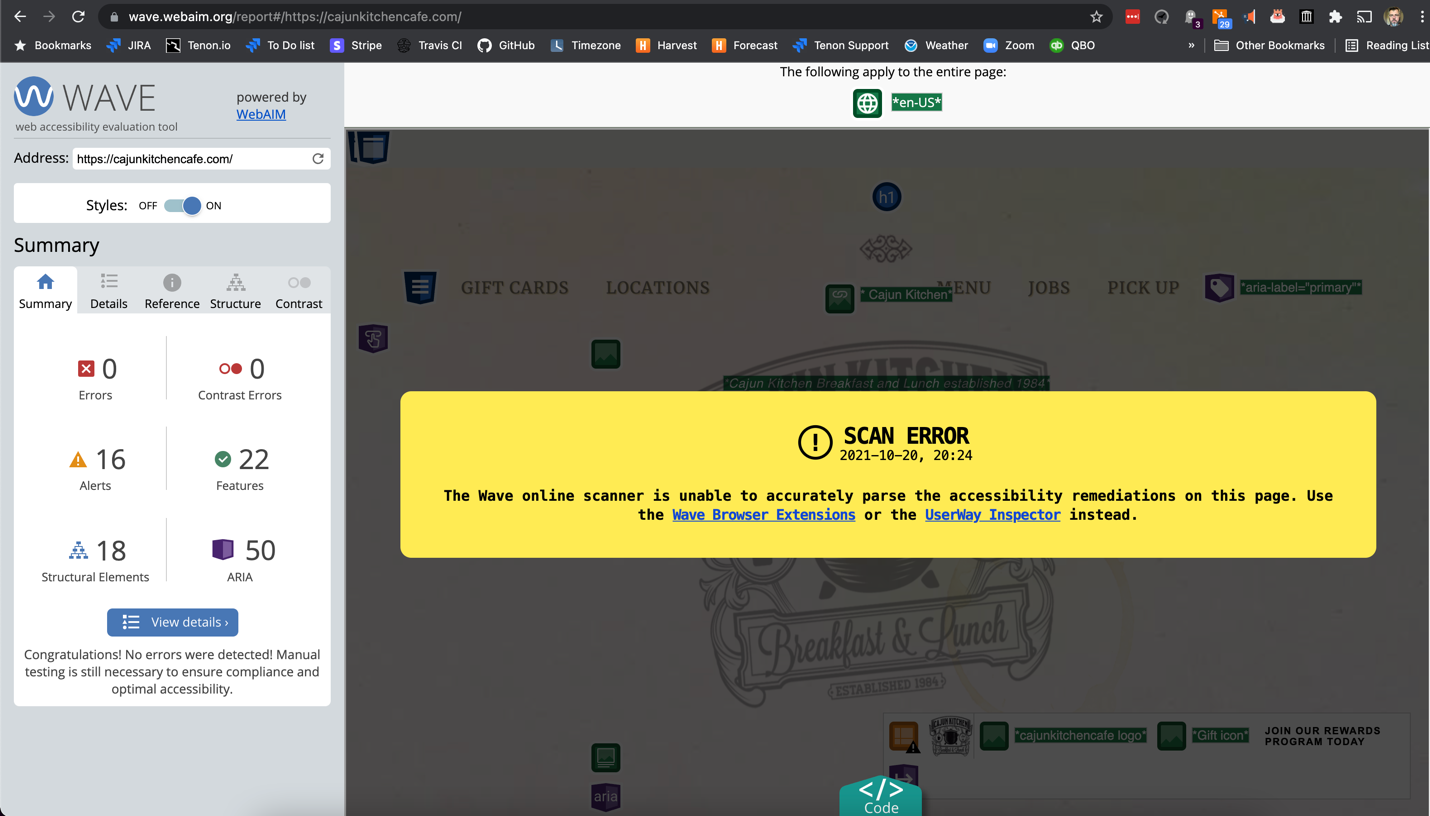 wave.webaim.org/report#/https://cajunkitchencafe.com/
3
29
Bookmarks JIRA Tenon.io To Do list Stripe Travis CI GitHub Timezone Harvest Forecast Tenon Support Weather Zoom QBO » Other Bookmarks Reading List
WAVE
web accessibility evaluation tool
powered by
WebAIM
Address: https://cajunkitchencafe.com/
Styles: OFF ON
Summary
Summary Details Reference Structure Contrast
0 0
Errors Contrast Errors
16 22
Alerts Features
18 50
Structural Elements ARIA
View details ›
Congratulations! No errors were detected! Manual
testing is still necessary to ensure compliance and
optimal accessibility.
The following apply to the entire page:
*en-US*
h1
GIFT CARDS LOCATIONS * Cajun Kitchen* MENU JOBS PICK UP *aria-label="primary"*
*Cajun Kitchen Breakfast and Lunch established 1984*
SCAN ERROR
2021-10-20, 20:24
The Wave online scanner is unable to accurately parse the accessibility remediations on this page. Use
the Wave Browser Extensions or the UserWay Inspector instead.
Breakfast & Lunch
ESTABLISHED 1984
*cajunkitchencafe logo* *Gift icon* JOIN OUR REWARDS
PROGRAM TODAY
aria
</>
Code